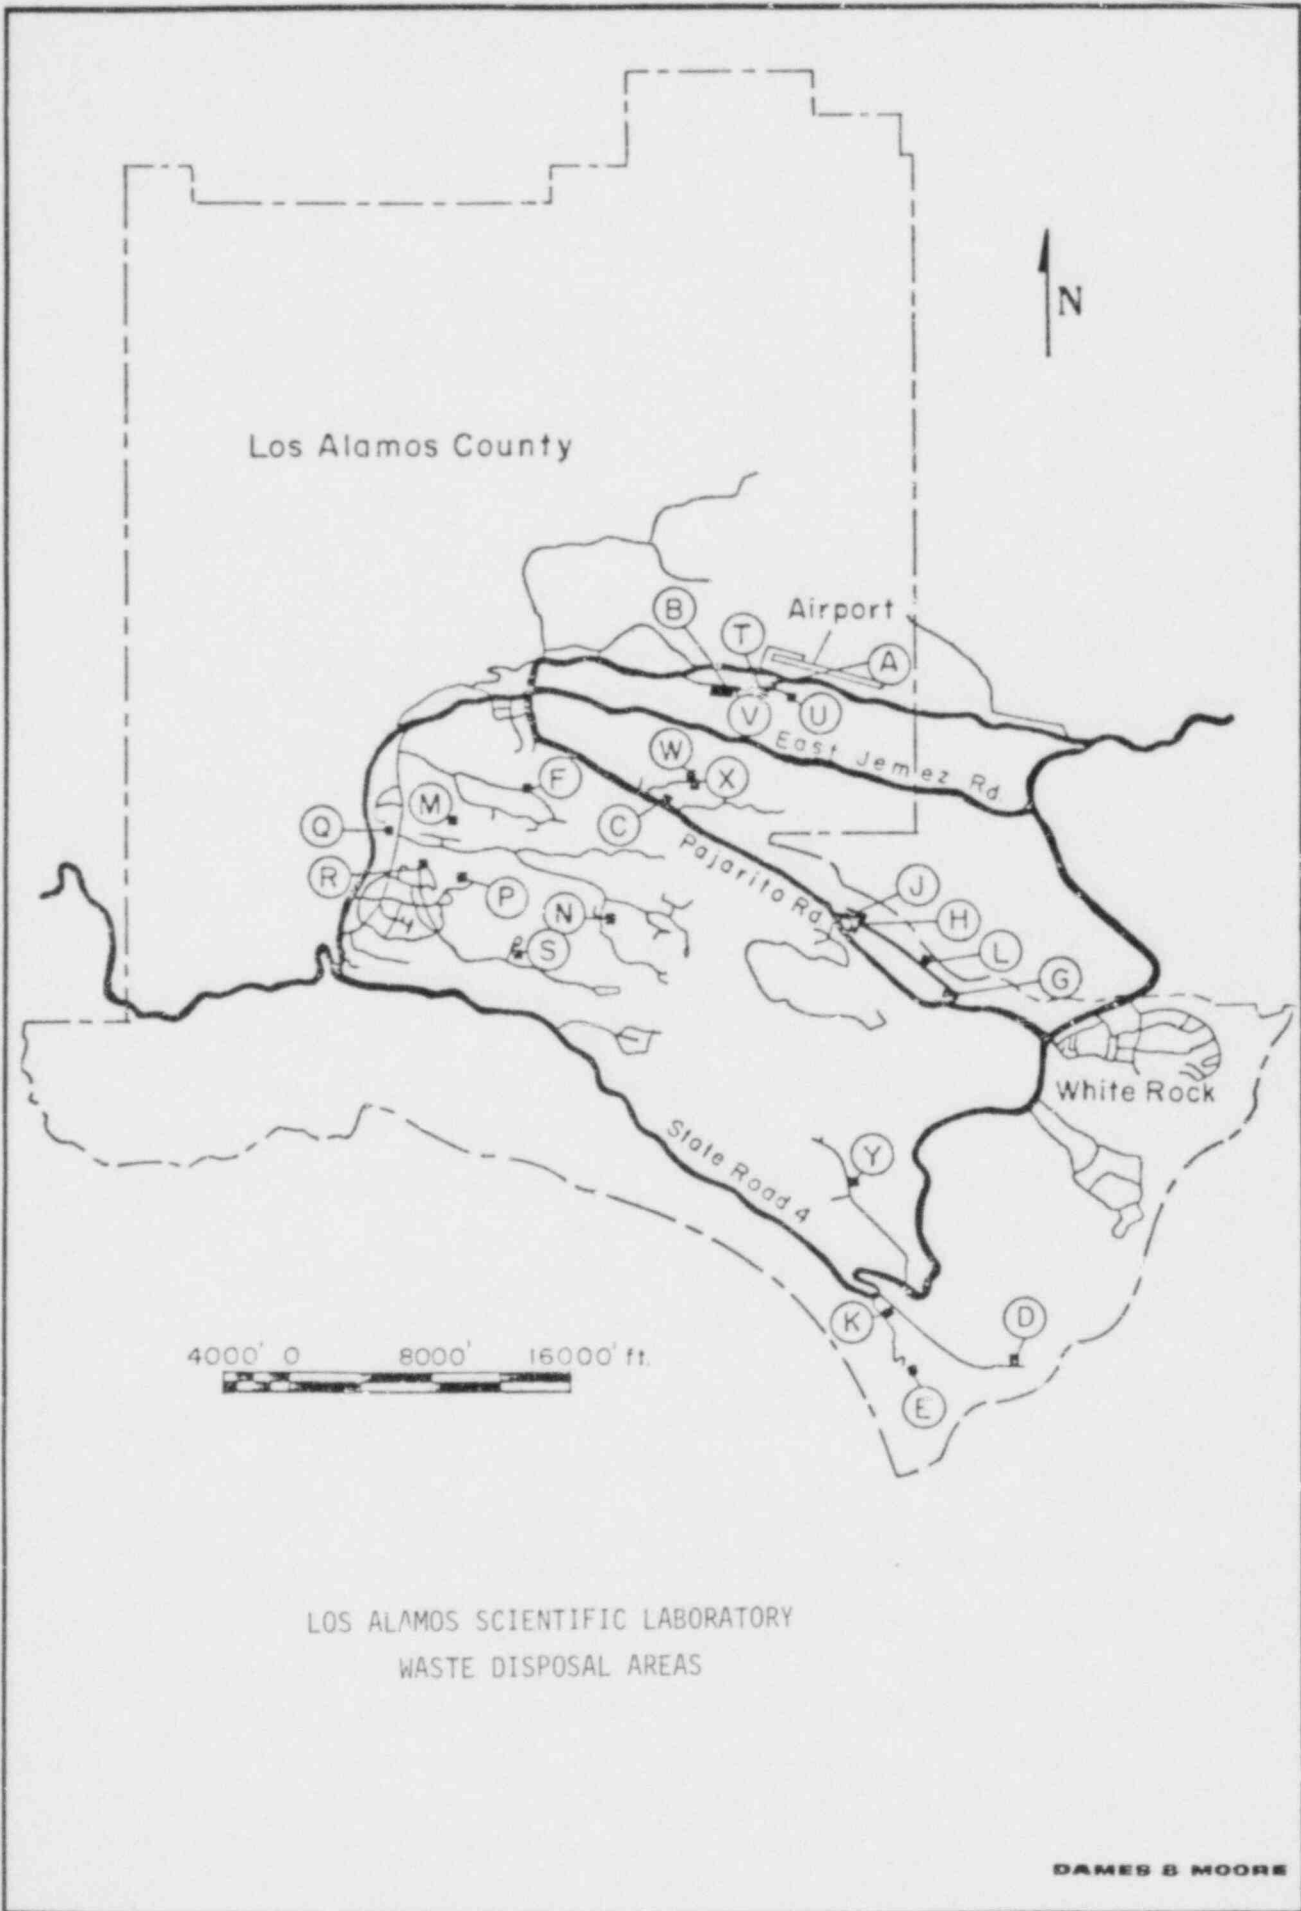 N
Los Alamos County
B
Airport
T
A
V
U
East Jemez Rd.
W
X
F
M
C
Q
Pajarito Rd.
R
P
J
N
H
S
L
G
White Rock
State Road 4
Y
K
D
4000' 0 8000' 16000' ft.
E
LOS ALAMOS SCIENTIFIC LABORATORY
WASTE DISPOSAL AREAS
DAMES & MOORE